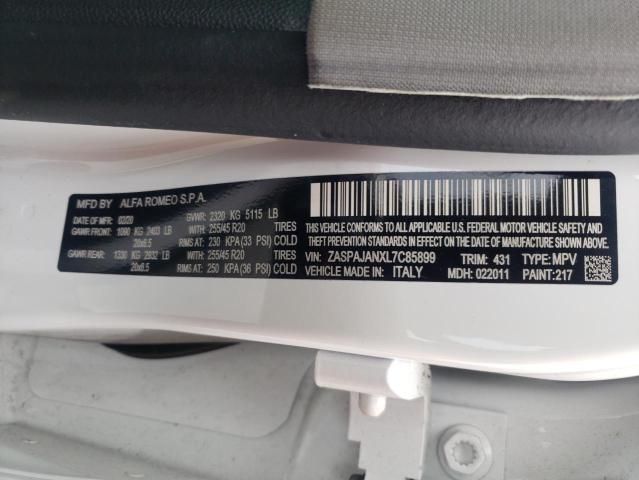 MFD BY ALFA ROMEO S.P.A.
DATE OF MFR: 02/20 GVWR: 2320 KG 5115 LB
GAWR FRONT: 1090 KG 2403 LB WITH 255/45 R20 TIRES
20x8.5 RIMS AT: 230 KPA (33 PSI) COLD
GAWR REAR: 1330 KG 2932 LB WITH 255/45 R20 TIRES
20x8.5 RIMS AT: 250 KPA (36 PSI) COLD
THIS VEHICLE CONFORMS TO ALL APPLICABLE U.S. FEDERAL MOTOR VEHICLE SAFETY AND
THEFT PREVENTION STANDARDS IN EFFECT ON THE DATE OF MANUFACTURE SHOWN ABOVE.
VIN: ZASPAJANXL7C85899 TRIM: 431 TYPE: MPV
VEHICLE MADE IN: ITALY MDH: 022011 PAINT: 217